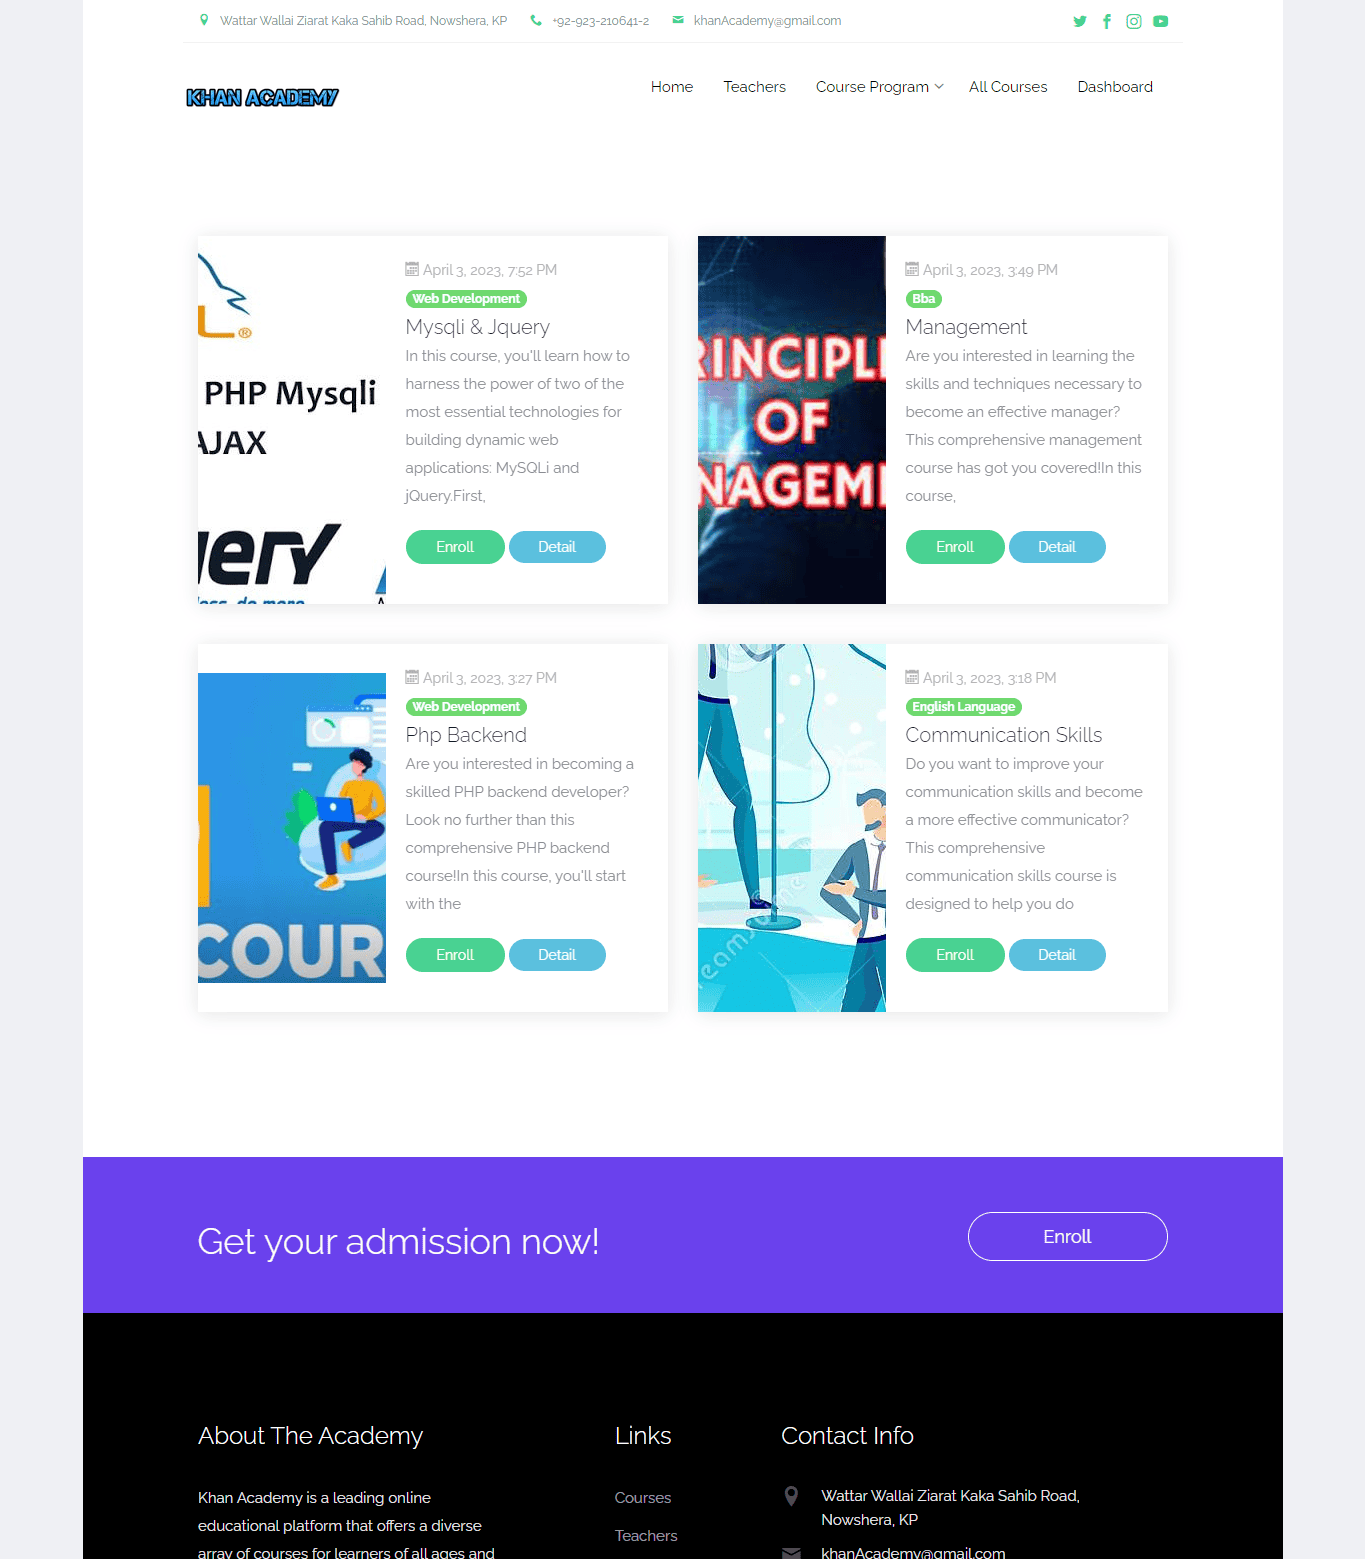 Wattar Wallai Ziarat Kaka Sahib Road, Nowshera, KP
+92-923-210641-2
khanAcademy@gmail.com
KHAN ACADEMY
Home
Teachers
Course Program
All Courses
Dashboard
L®
PHP Mysqli
AJAX
uery
less, do more
A
April 3, 2023, 7:52 PM
Web Development
Mysqli & Jquery
In this course, you'll learn how to
harness the power of two of the
most essential technologies for
building dynamic web
applications: MySQLi and
jQuery.First,
Enroll
Detail
RINCIPLE
OF
NAGEME
April 3, 2023, 3:49 PM
Bba
Management
Are you interested in learning the
skills and techniques necessary to
become an effective manager?
This comprehensive management
course has got you covered!In this
course,
Enroll
Detail
COUR
April 3, 2023, 3:27 PM
Web Development
Php Backend
Are you interested in becoming a
skilled PHP backend developer?
Look no further than this
comprehensive PHP backend
course!In this course, you'll start
with the
Enroll
Detail
reamstime
April 3, 2023, 3:18 PM
English Language
Communication Skills
Do you want to improve your
communication skills and become
a more effective communicator?
This comprehensive
communication skills course is
designed to help you do
Enroll
Detail
Get your admission now!
Enroll
About The Academy
Khan Academy is a leading online
educational platform that offers a diverse
array of courses for learners of all ages and
Links
Courses
Teachers
Contact Info
Wattar Wallai Ziarat Kaka Sahib Road,
Nowshera, KP
khanAcademy@gmail.com